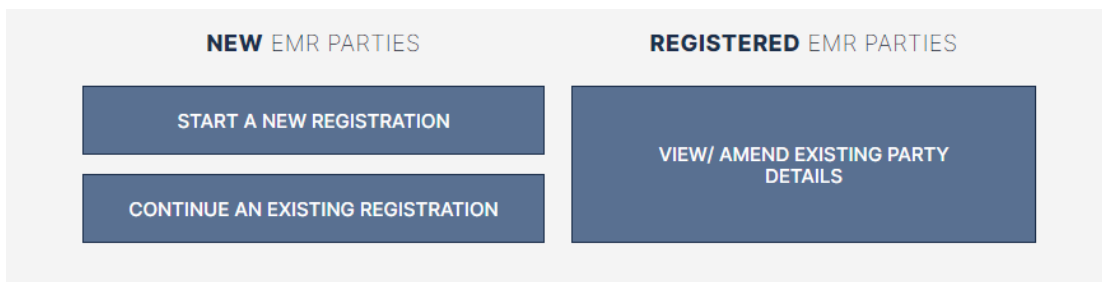 NEW EMR PARTIES
START A NEW REGISTRATION
CONTINUE AN EXISTING REGISTRATION
REGISTERED EMR PARTIES
VIEW/ AMEND EXISTING PARTY
DETAILS